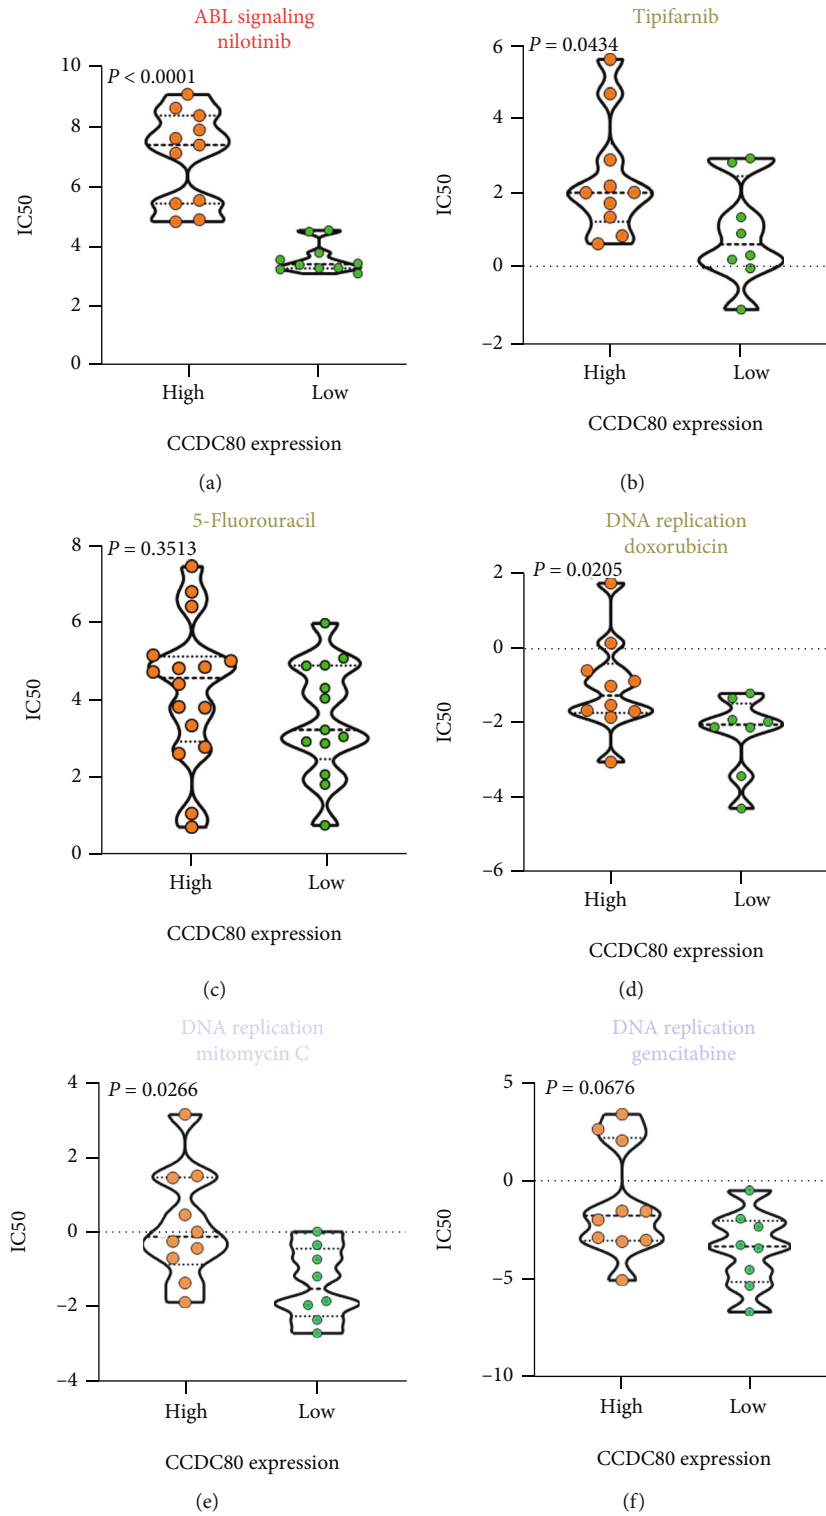 ABL signaling
nilotinib
P < 0.0001
10
8
6
4
2
0
IC50
High
Low
CCDC80 expression
(a)
Tipifarnib
P = 0.0434
6
4
2
0
–2
IC50
High
Low
CCDC80 expression
(b)
5-Fluorouracil
P = 0.3513
8
6
4
2
0
IC50
High
Low
CCDC80 expression
(c)
DNA replication
doxorubicin
P = 0.0205
2
0
–2
–4
–6
IC50
High
Low
CCDC80 expression
(d)
DNA replication
mitomycin C
P = 0.0266
4
2
0
–2
–4
IC50
High
Low
CCDC80 expression
(e)
DNA replication
gemcitabine
P = 0.0676
5
0
–5
–10
IC50
High
Low
CCDC80 expression
(f)